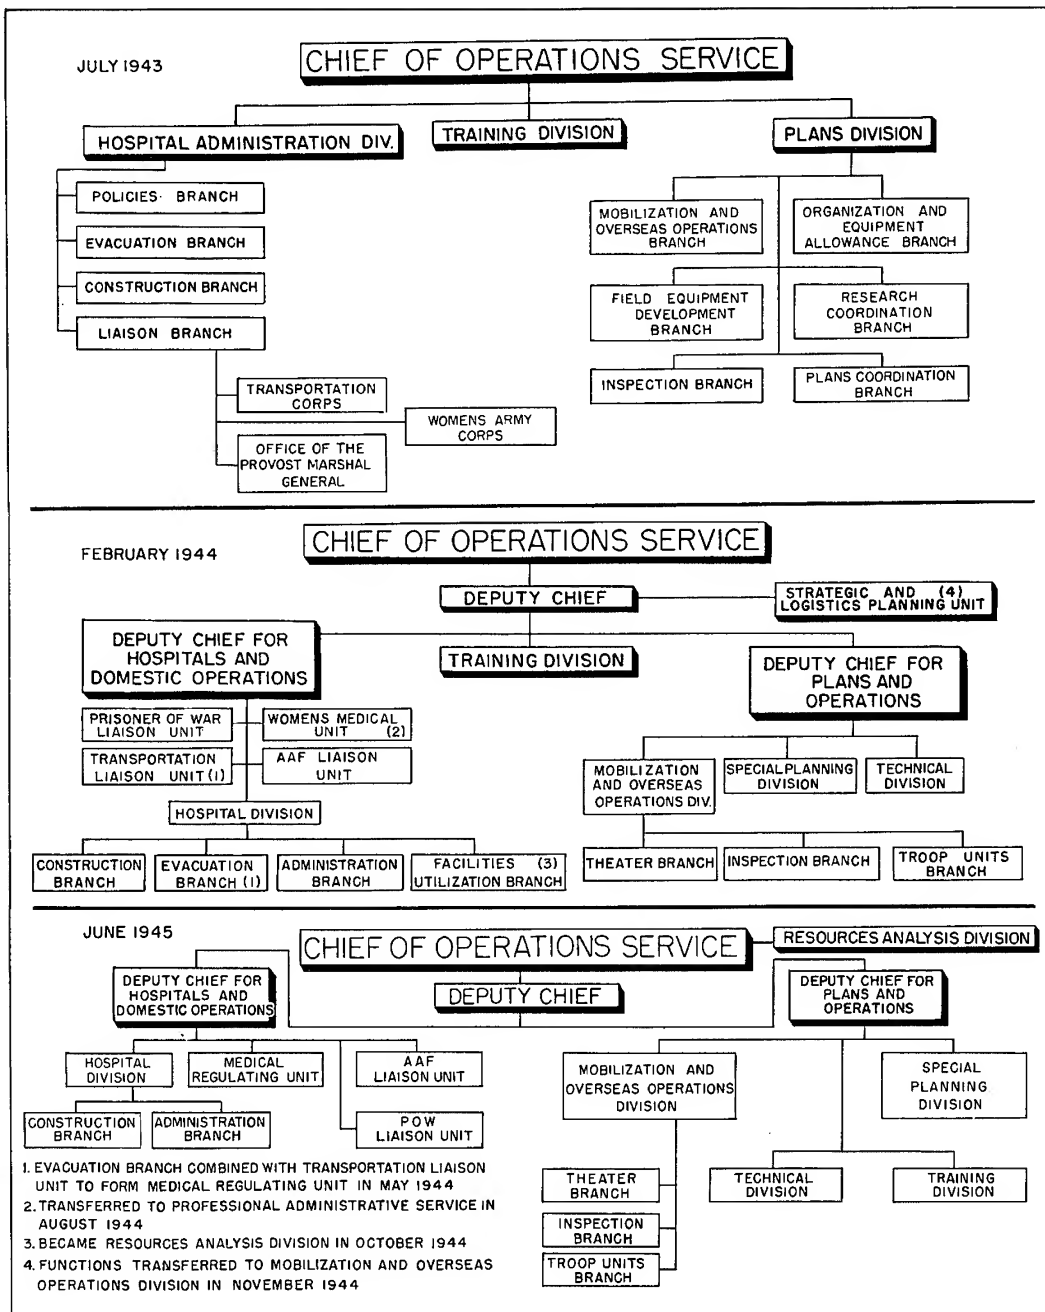 JULY 1943
CHIEF OF OPERATIONS SERVICE
HOSPITAL ADMINISTRATION DIV.
TRAINING DIVISION
PLANS DIVISION
POLICIES BRANCH
EVACUATION BRANCH
CONSTRUCTION BRANCH
LIAISON BRANCH
TRANSPORTATION
CORPS
WOMENS ARMY
CORPS
OFFICE OF THE
PROVOST MARSHAL
GENERAL
MOBILIZATION AND
OVERSEAS OPERATIONS
BRANCH
ORGANIZATION AND
EQUIPMENT
ALLOWANCE BRANCH
FIELD EQUIPMENT
DEVELOPMENT
BRANCH
RESEARCH
COORDINATION
BRANCH
INSPECTION BRANCH
PLANS COORDINATION
BRANCH
FEBRUARY 1944
CHIEF OF OPERATIONS SERVICE
DEPUTY CHIEF
STRATEGIC AND (4)
LOGISTICS PLANNING UNIT
DEPUTY CHIEF FOR
HOSPITALS AND
DOMESTIC OPERATIONS
TRAINING DIVISION
DEPUTY CHIEF FOR
PLANS AND
OPERATIONS
PRISONER OF WAR
LIAISON UNIT
WOMENS MEDICAL
UNIT (2)
TRANSPORTATION
LIAISON UNIT (1)
AAF LIAISON
UNIT
HOSPITAL DIVISION
CONSTRUCTION
BRANCH
EVACUATION
BRANCH (1)
ADMINISTRATION
BRANCH
FACILITIES (3)
UTILIZATION BRANCH
MOBILIZATION
AND OVERSEAS
OPERATIONS DIV.
SPECIAL PLANNING
DIVISION
TECHNICAL
DIVISION
THEATER BRANCH
INSPECTION BRANCH
TROOP UNITS
BRANCH
JUNE 1945
CHIEF OF OPERATIONS SERVICE
RESOURCES ANALYSIS DIVISION
DEPUTY CHIEF FOR
HOSPITALS AND
DOMESTIC OPERATIONS
DEPUTY CHIEF
DEPUTY CHIEF FOR
PLANS AND
OPERATIONS
HOSPITAL
DIVISION
MEDICAL
REGULATING UNIT
AAF
LIAISON UNIT
CONSTRUCTION
BRANCH
ADMINISTRATION
BRANCH
POW
LIAISON UNIT
MOBILIZATION AND
OVERSEAS OPERATIONS
DIVISION
SPECIAL
PLANNING
DIVISION
THEATER
BRANCH
INSPECTION
BRANCH
TROOP UNITS
BRANCH
TECHNICAL
DIVISION
TRAINING
DIVISION
1. EVACUATION BRANCH COMBINED WITH TRANSPORTATION LIAISON
UNIT TO FORM MEDICAL REGULATING UNIT IN MAY 1944
2. TRANSFERRED TO PROFESSIONAL ADMINISTRATIVE SERVICE IN
AUGUST 1944
3. BECAME RESOURCES ANALYSIS DIVISION IN OCTOBER 1944
4. FUNCTIONS TRANSFERRED TO MOBILIZATION AND OVERSEAS
OPERATIONS DIVISION IN NOVEMBER 1944